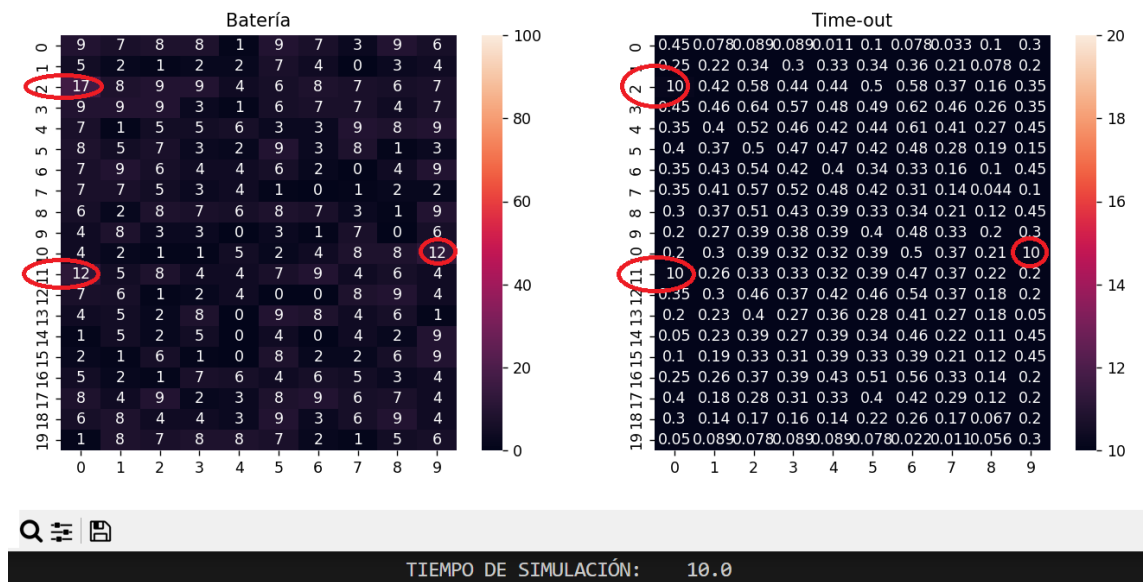 Batería
0 9 7 8 8 1 9 7 3 9 6
1 5 2 1 2 2 7 4 0 3 4
2 17 8 9 9 4 6 8 7 6 7
3 9 9 9 3 1 6 7 7 4 7
4 7 1 5 5 6 3 3 9 8 9
5 8 5 7 3 2 9 3 8 1 3
6 7 9 6 4 4 6 2 0 4 9
7 7 7 5 3 4 1 0 1 2 2
8 6 2 8 7 6 8 7 3 1 9
9 4 8 3 3 0 3 1 7 0 6
10 4 2 1 1 5 2 4 8 8 12
11 12 5 8 4 4 7 9 4 6 4
12 7 6 1 2 4 0 0 8 9 4
13 4 5 2 8 0 9 8 4 6 1
14 1 5 2 5 0 4 0 4 2 9
15 2 1 6 1 0 8 2 2 6 9
16 5 2 1 7 6 4 6 5 3 4
17 8 4 9 2 3 8 9 6 7 4
18 6 8 4 4 3 9 3 6 9 4
19 1 8 7 8 8 7 2 1 5 6
0 1 2 3 4 5 6 7 8 9
100
80
60
40
20
0
Time-out
0 0.45 0.078 0.089 0.089 0.011 0.1 0.078 0.033 0.1 0.3
1 0.25 0.22 0.34 0.3 0.33 0.34 0.36 0.21 0.078 0.2
2 10 0.42 0.58 0.44 0.44 0.5 0.58 0.37 0.16 0.35
3 0.45 0.46 0.64 0.57 0.48 0.49 0.62 0.46 0.26 0.35
4 0.35 0.4 0.52 0.46 0.42 0.44 0.61 0.41 0.27 0.45
5 0.4 0.37 0.5 0.47 0.47 0.42 0.48 0.28 0.19 0.15
6 0.35 0.43 0.54 0.42 0.4 0.34 0.33 0.16 0.1 0.45
7 0.35 0.41 0.57 0.52 0.48 0.42 0.31 0.14 0.044 0.1
8 0.3 0.37 0.51 0.43 0.39 0.33 0.34 0.21 0.12 0.45
9 0.2 0.27 0.39 0.38 0.39 0.4 0.48 0.33 0.2 0.3
10 0.2 0.3 0.39 0.32 0.32 0.39 0.5 0.37 0.21 10
11 10 0.26 0.33 0.33 0.32 0.39 0.47 0.37 0.22 0.2
12 0.35 0.3 0.46 0.37 0.42 0.46 0.54 0.37 0.18 0.2
13 0.2 0.23 0.4 0.27 0.36 0.28 0.41 0.27 0.18 0.05
14 0.05 0.23 0.39 0.27 0.39 0.34 0.46 0.22 0.11 0.45
15 0.1 0.19 0.33 0.31 0.39 0.33 0.39 0.21 0.12 0.45
16 0.25 0.26 0.37 0.39 0.43 0.51 0.56 0.33 0.14 0.2
17 0.4 0.18 0.28 0.31 0.33 0.4 0.42 0.29 0.12 0.2
18 0.3 0.14 0.17 0.16 0.14 0.22 0.26 0.17 0.067 0.2
19 0.05 0.089 0.078 0.089 0.089 0.078 0.022 0.011 0.056 0.3
0 1 2 3 4 5 6 7 8 9
20
18
16
14
12
10
TIEMPO DE SIMULACIÓN: 10.0